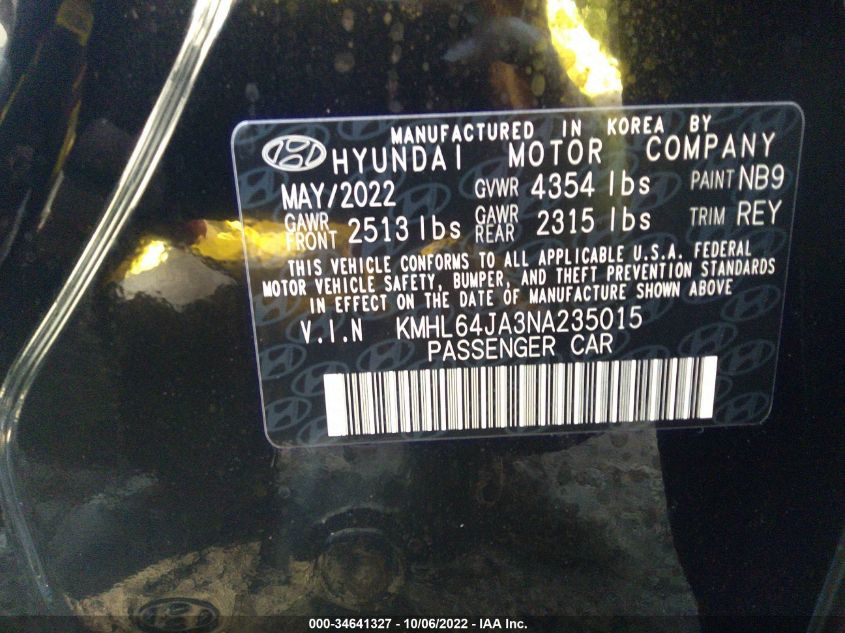 MANUFACTURED IN KOREA BY
HYUNDAI MOTOR COMPANY
MAY/2022 GVWR 4354 lbs PAINT NB9
GAWR FRONT 2513 lbs GAWR REAR 2315 lbs TRIM REY
THIS VEHICLE CONFORMS TO ALL APPLICABLE U.S.A. FEDERAL
MOTOR VEHICLE SAFETY, BUMPER, AND THEFT PREVENTION STANDARDS
IN EFFECT ON THE DATE OF MANUFACTURE SHOWN ABOVE
V.I.N KMHL64JA3NA235015
PASSENGER CAR
000-34641327 - 10/06/2022 - IAA Inc.